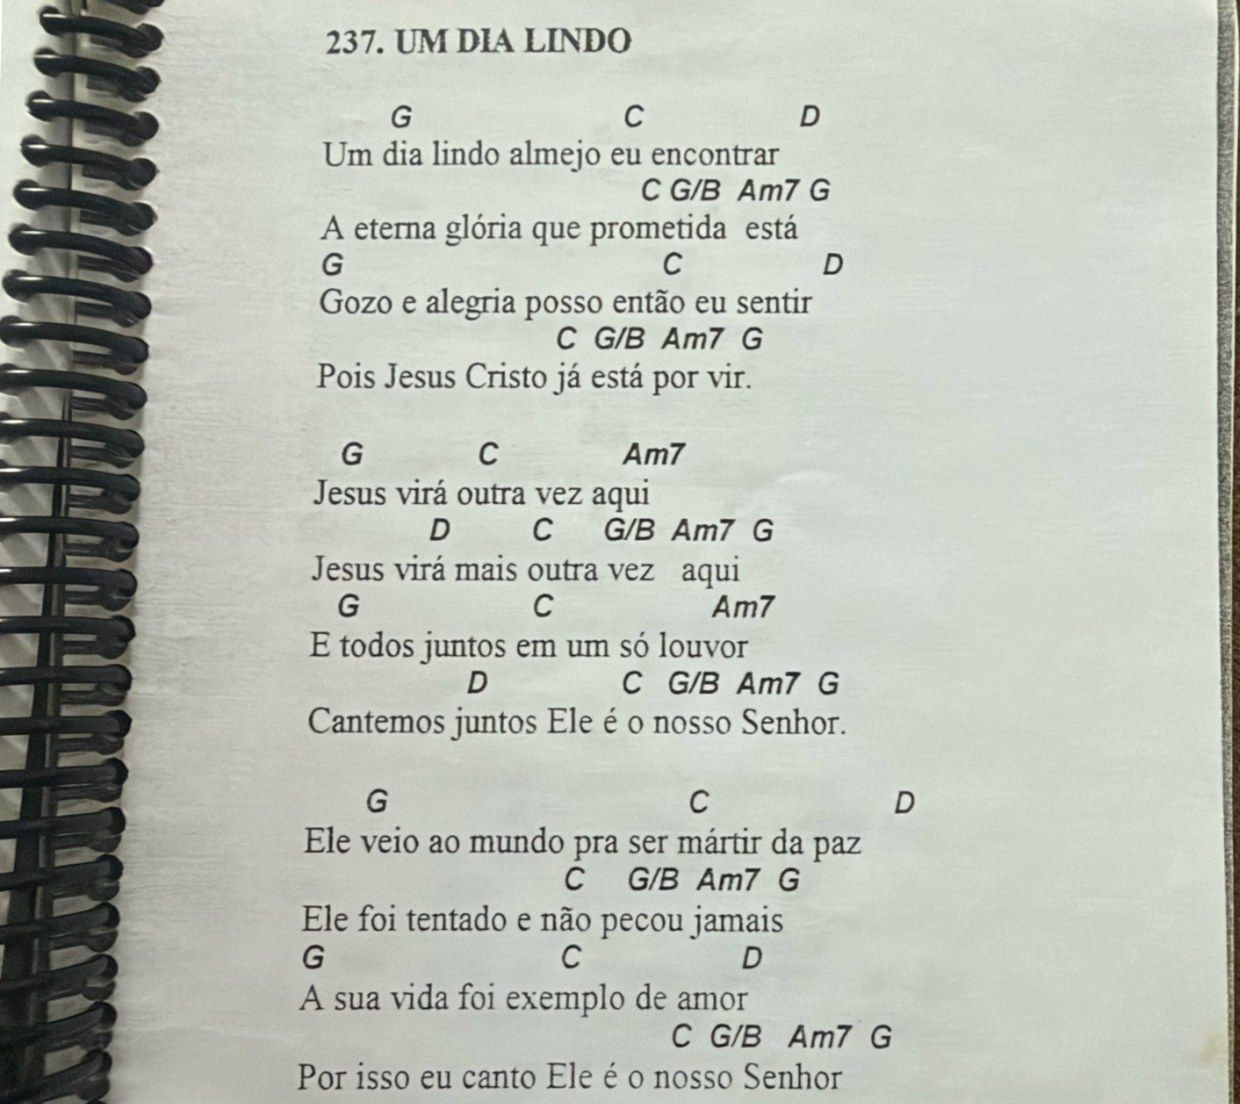 237. UM DIA LINDO
G C D
Um dia lindo almejo eu encontrar
C G/B Am7 G
A eterna glória que prometida está
G C D
Gozo e alegria posso então eu sentir
C G/B Am7 G
Pois Jesus Cristo já está por vir.
G C Am7
Jesus virá outra vez aqui
D C G/B Am7 G
Jesus virá mais outra vez aqui
G C Am7
E todos juntos em um só louvor
D C G/B Am7 G
Cantemos juntos Ele é o nosso Senhor.
G C D
Ele veio ao mundo pra ser mártir da paz
C G/B Am7 G
Ele foi tentado e não pecou jamais
G C D
A sua vida foi exemplo de amor
C G/B Am7 G
Por isso eu canto Ele é o nosso Senhor